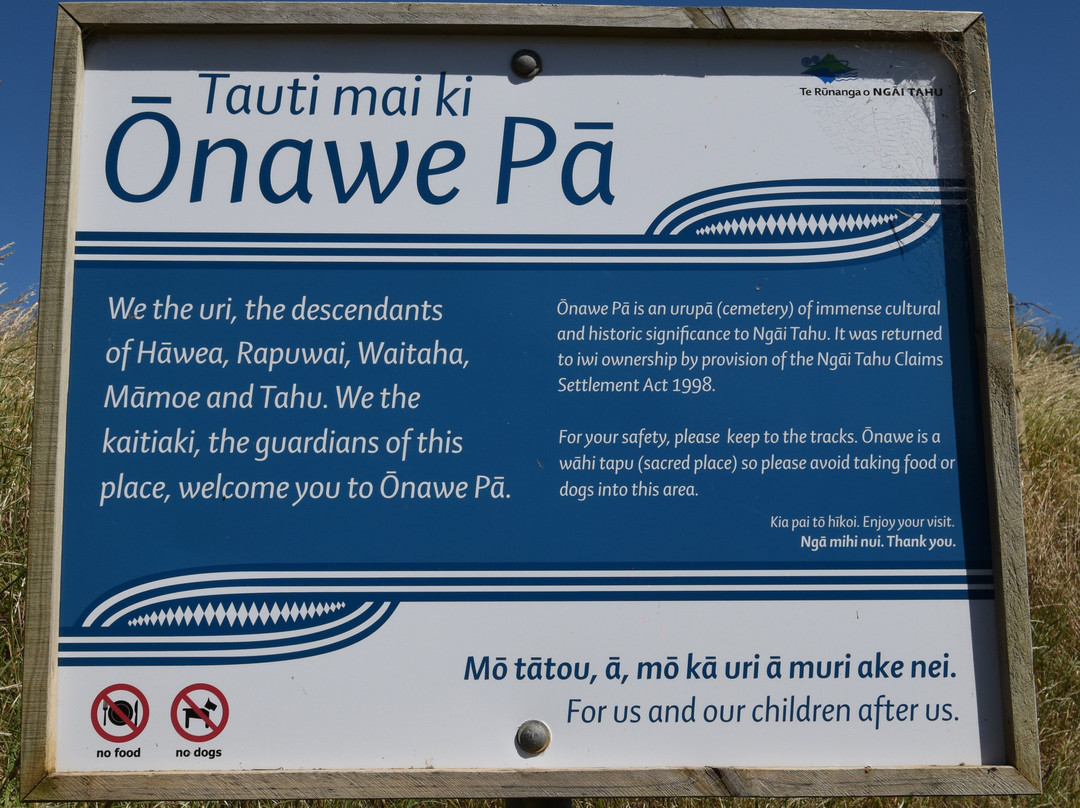 Tauti mai ki
Ōnawe Pā
Te Rūnanga o NGĀI TAHU
We the uri, the descendants
of Hāwea, Rapuwai, Waitaha,
Māmoe and Tahu. We the
kaitiaki, the guardians of this
place, welcome you to Ōnawe Pā.
Ōnawe Pā is an urupā (cemetery) of immense cultural
and historic significance to Ngāi Tahu. It was returned
to iwi ownership by provision of the Ngāi Tahu Claims
Settlement Act 1998.
For your safety, please keep to the tracks. Ōnawe is a
wāhi tapu (sacred place) so please avoid taking food or
dogs into this area.
Kia pai tō hīkoi. Enjoy your visit.
Ngā mihi nui. Thank you.
Mō tātou, ā, mō kā uri ā muri ake nei.
For us and our children after us.
no food
no dogs